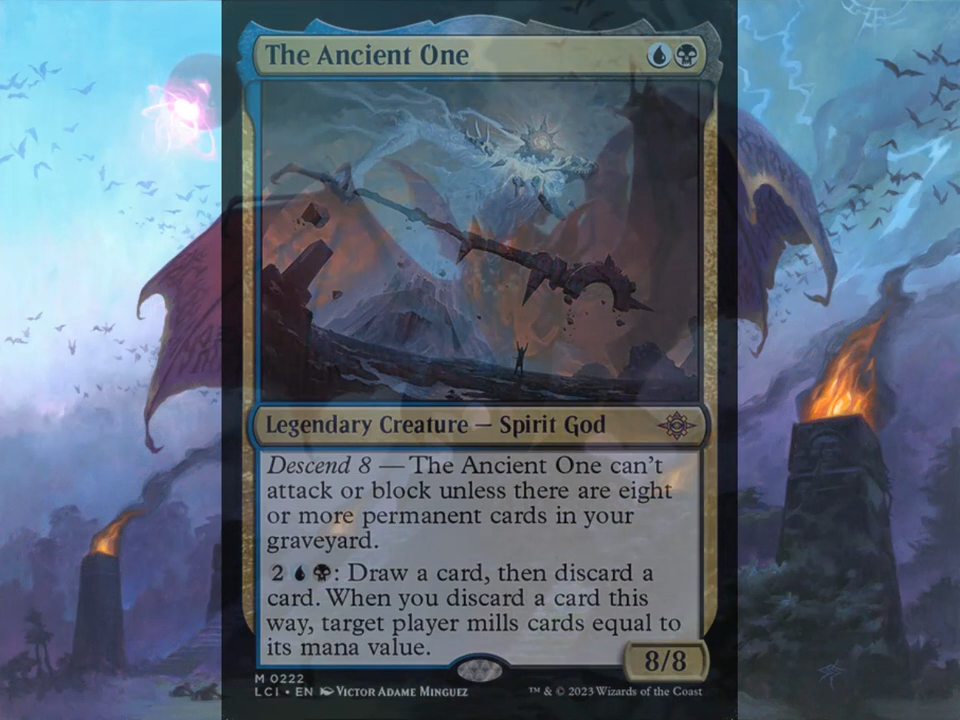 The Ancient One
Legendary Creature — Spirit God
Descend 8 — The Ancient One can't
attack or block unless there are eight
or more permanent cards in your
graveyard.
2 : Draw a card, then discard a
card. When you discard a card this
way, target player mills cards equal to
its mana value.
8/8
M 0222
LCI • EN VICTOR ADAME MINGUEZ
™ & © 2023 Wizards of the Coast